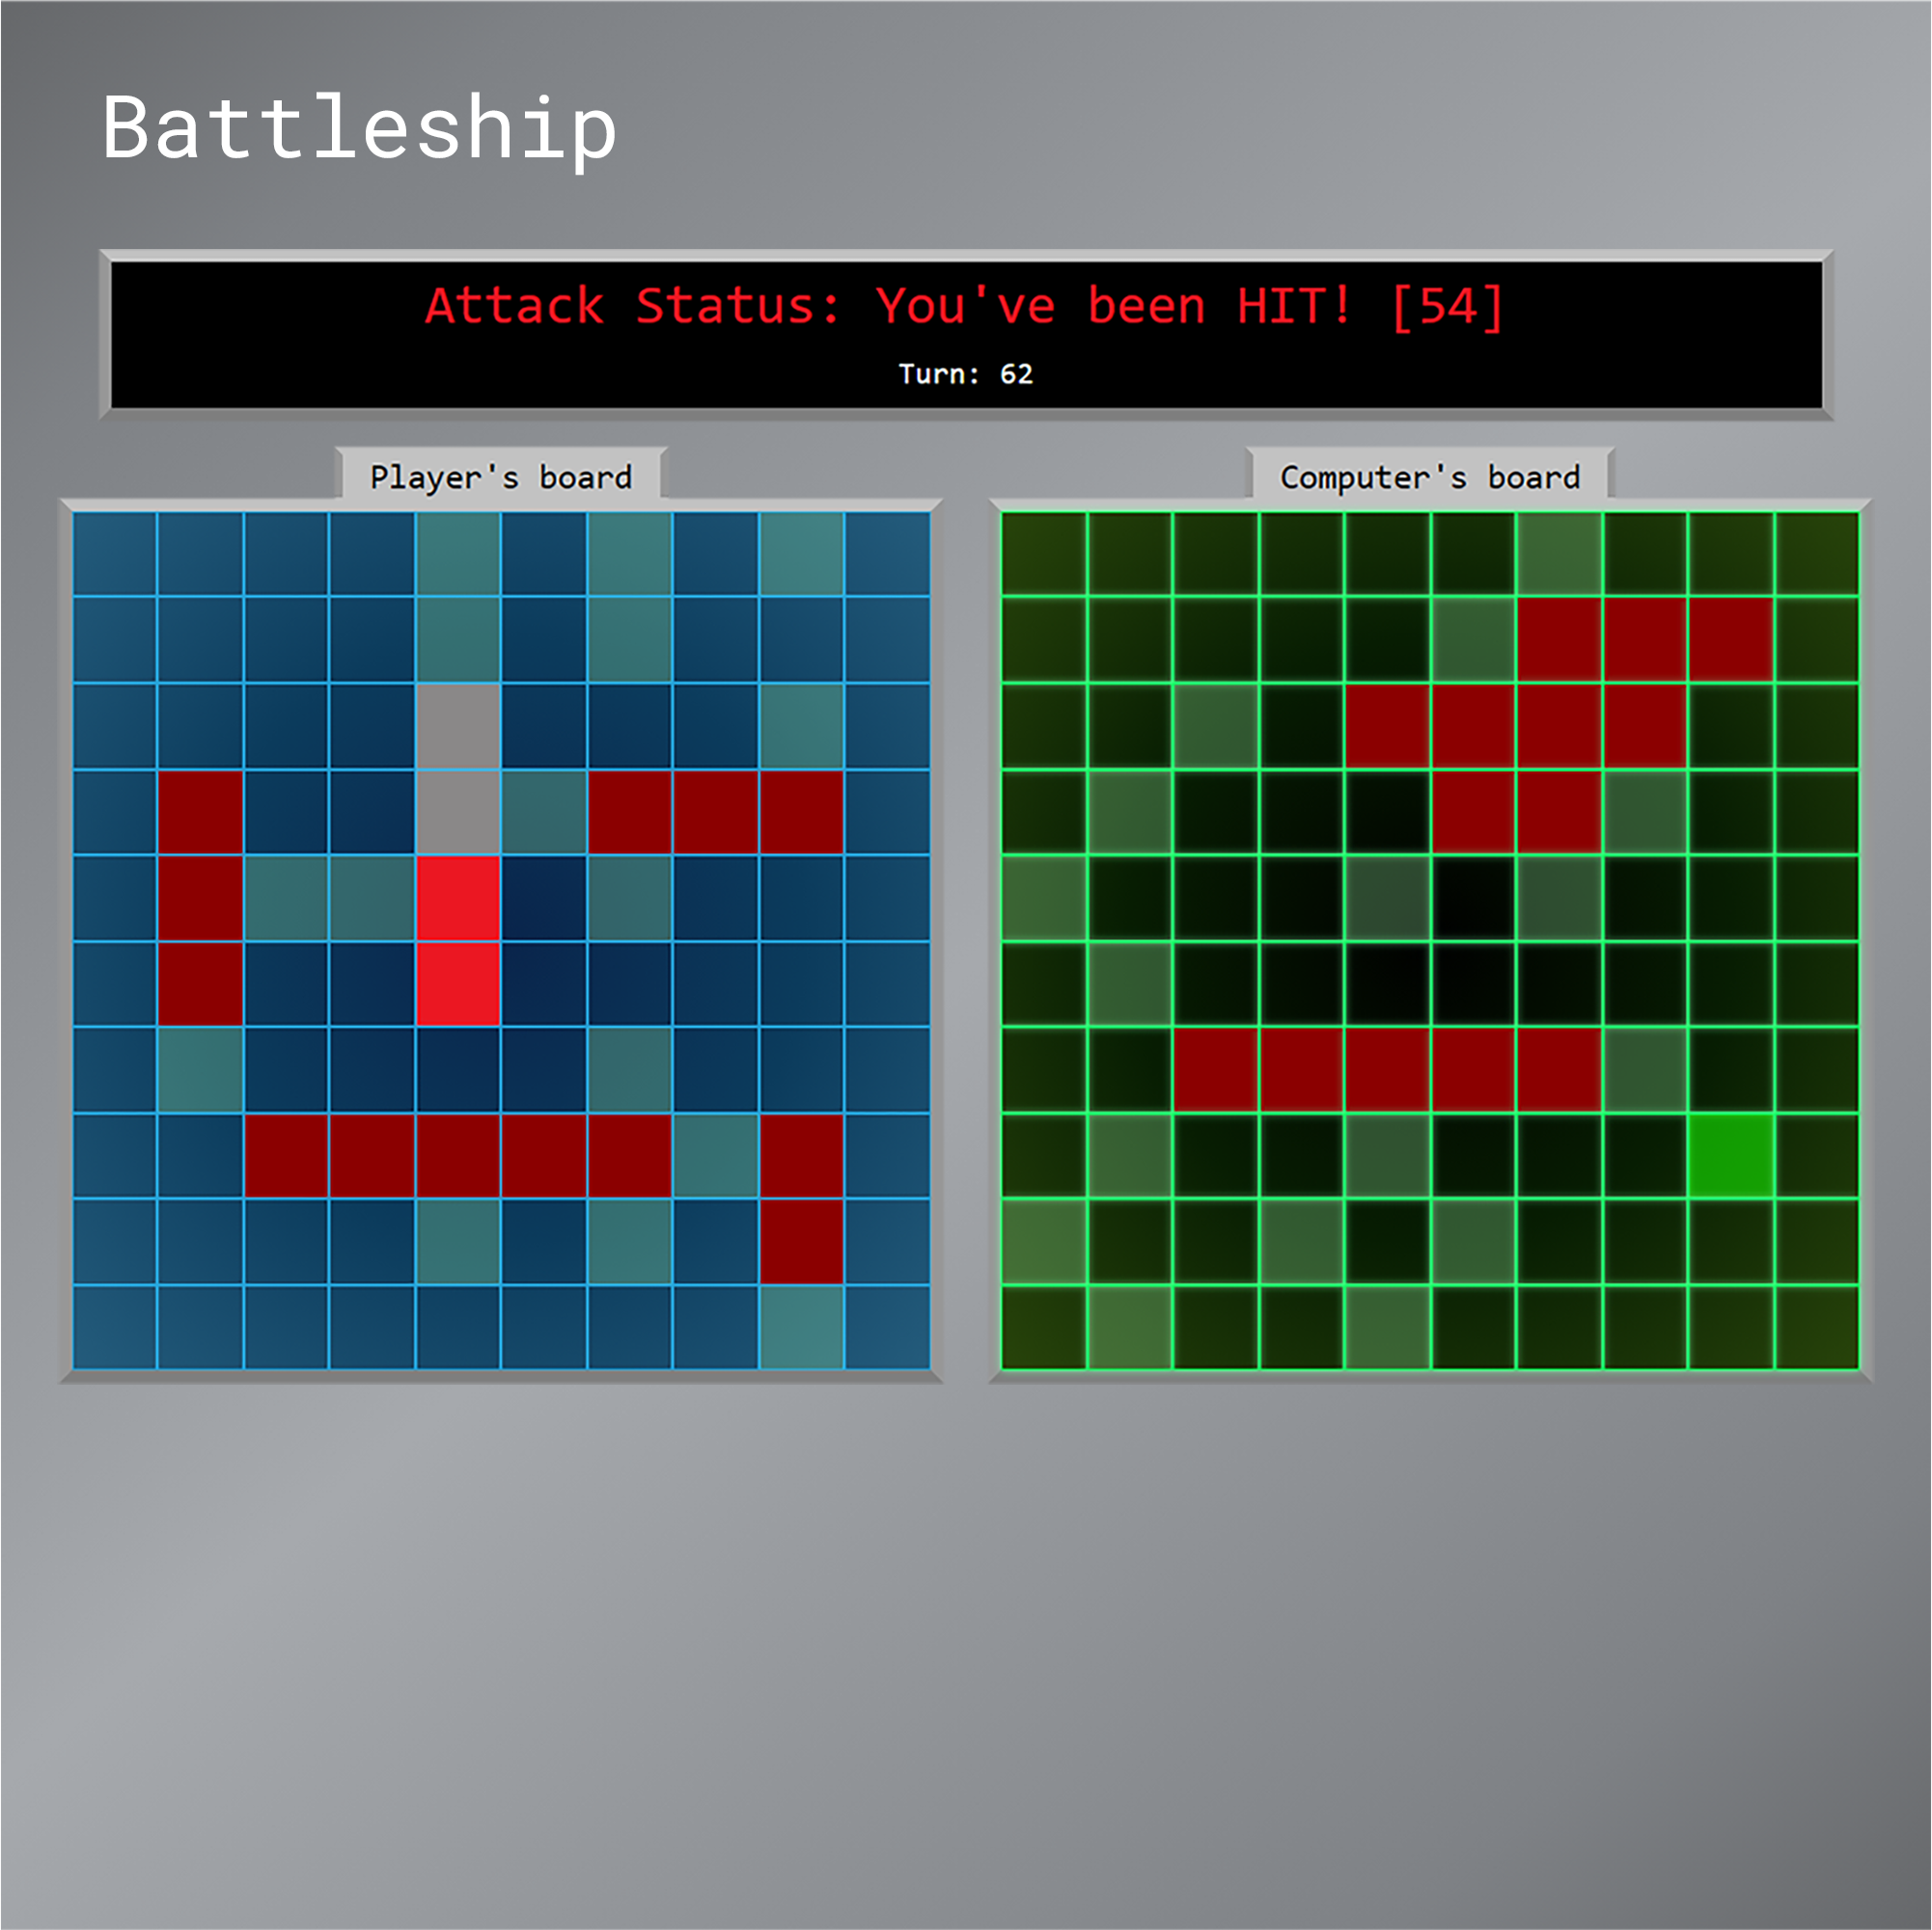 Battleship
Attack Status: You've been HIT! [54]
Turn: 62
Player's board
Computer's board